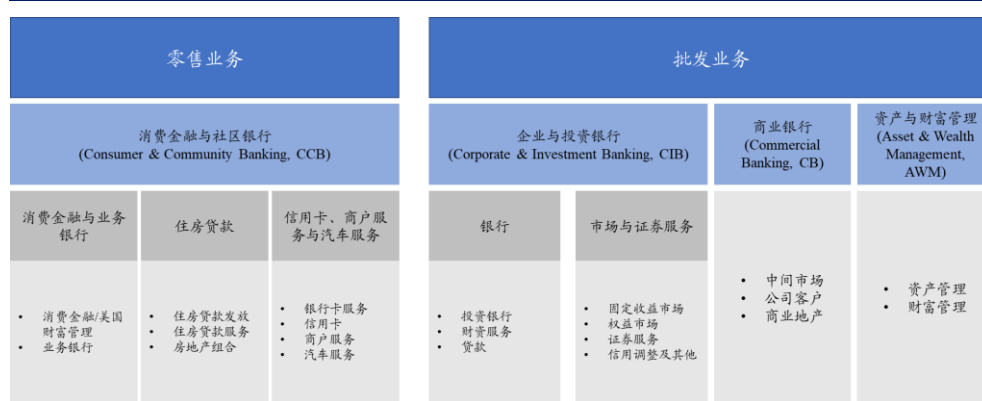 零售业务
批发业务
消费金融与社区银行
(Consumer & Community Banking, CCB)
企业与投资银行
(Corporate & Investment Banking, CIB)
商业银行
(Commercial
Banking, CB)
资产与财富管理
(Asset & Wealth
Management,
AWM)
消费金融与业务
银行
住房贷款
信用卡、商户服
务与汽车服务
银行
市场与证券服务
• 消费金融/美国
财富管理
• 业务银行
• 住房贷款发放
• 住房贷款服务
• 房地产组合
• 银行卡服务
• 信用卡
• 商户服务
• 汽车服务
• 投资银行
• 财资服务
• 贷款
• 固定收益市场
• 权益市场
• 证券服务
• 信用调整及其他
• 中间市场
• 公司客户
• 商业地产
• 资产管理
• 财富管理